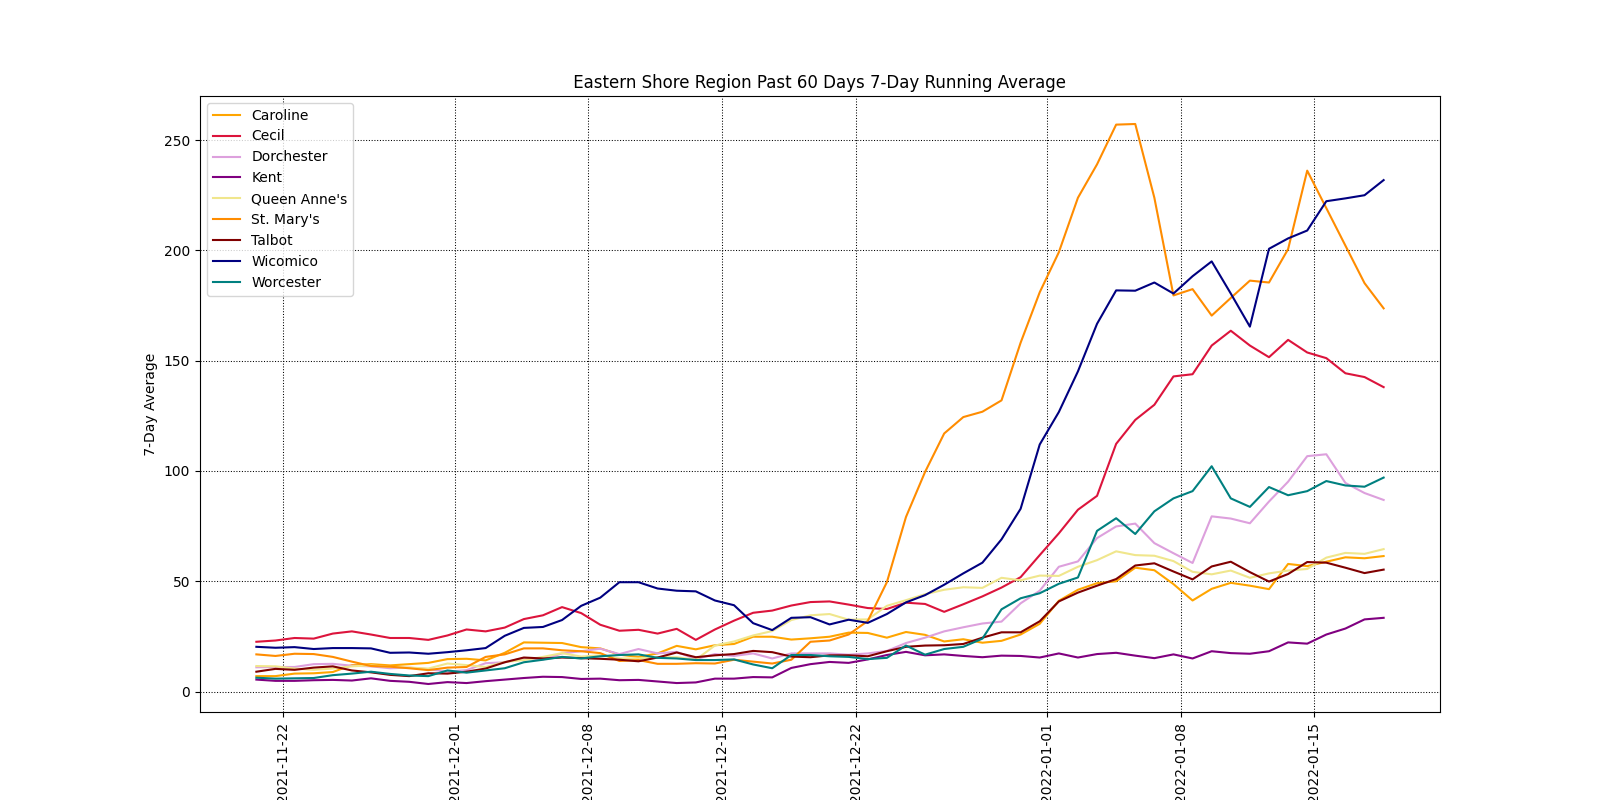 Eastern Shore Region Past 60 Days 7-Day Running Average
Caroline
Cecil
Dorchester
Kent
Queen Anne's
St. Mary's
Talbot
Wicomico
Worcester
7-Day Average
250
200
150
100
50
0
2021-11-22
2021-12-01
2021-12-08
2021-12-15
2021-12-22
2022-01-01
2022-01-08
2022-01-15